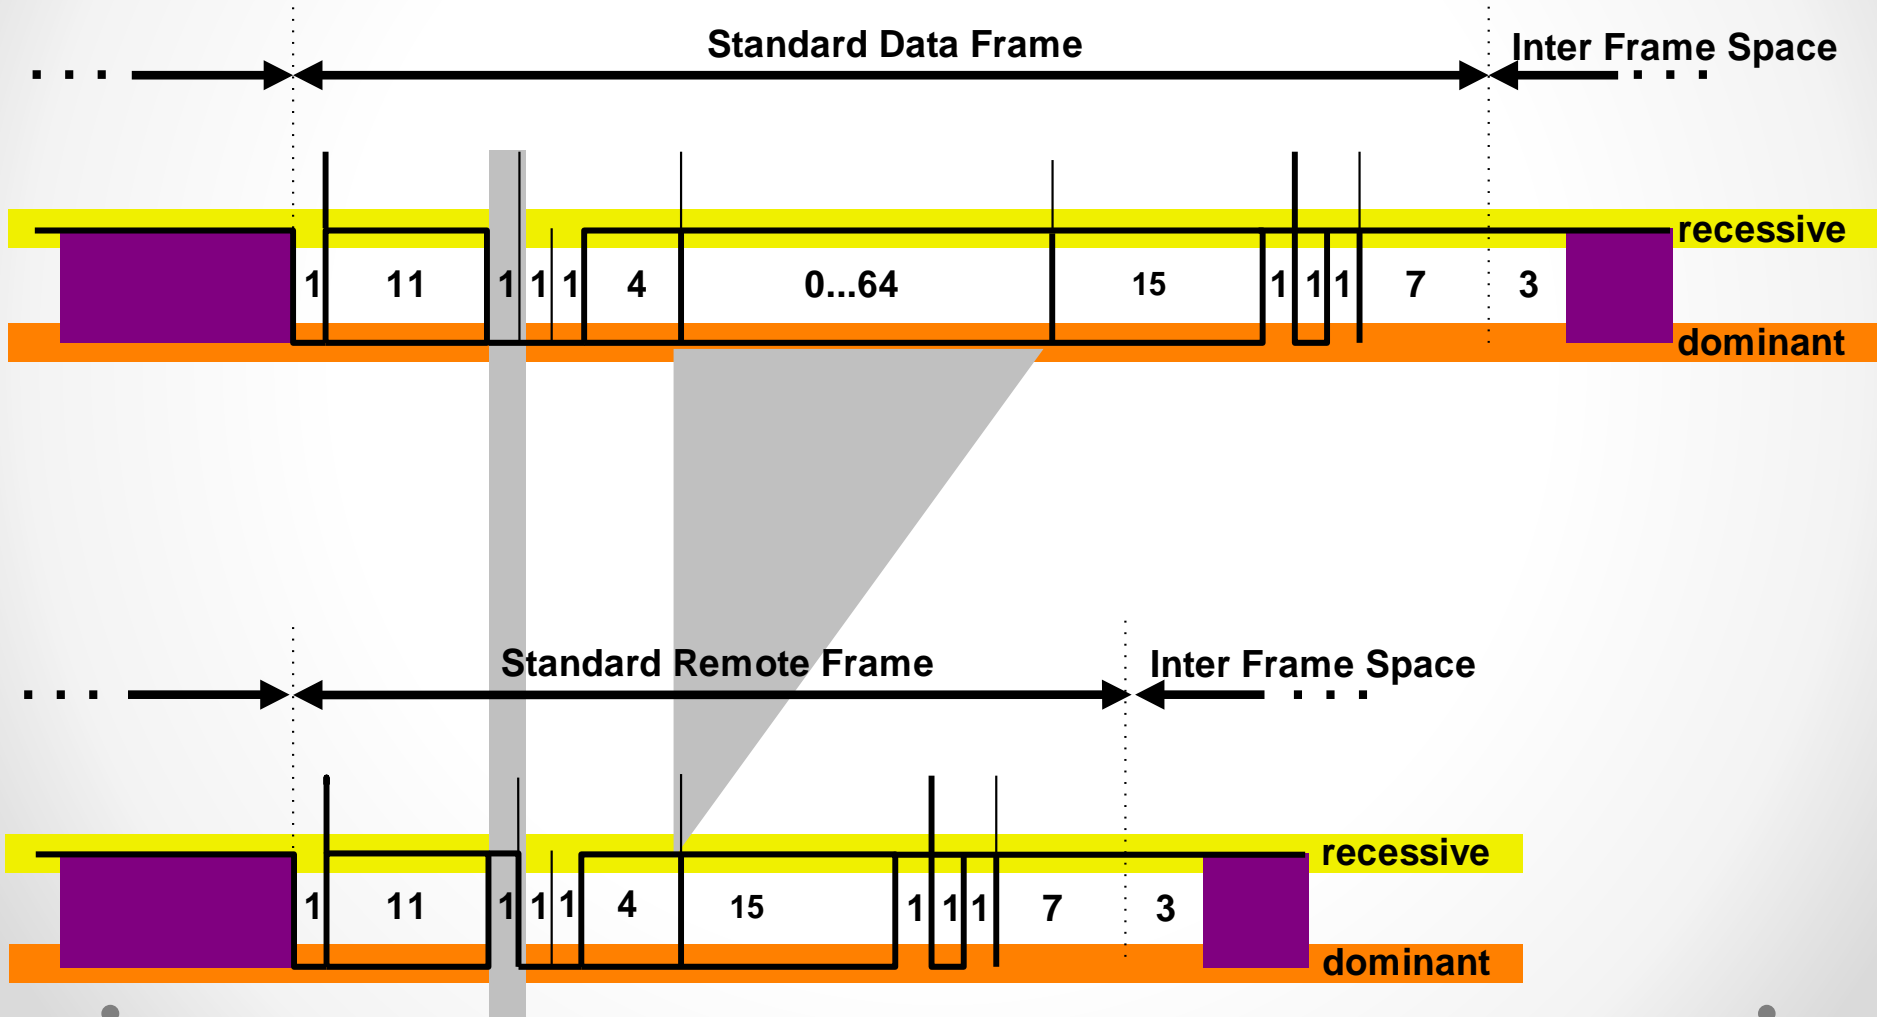 Standard Data Frame
Inter Frame Space
. . .
. . .
recessive
1 11 1 1 1 4 0...64 15 1 1 1 7 3
dominant
Standard Remote Frame
Inter Frame Space
. . .
. . .
recessive
1 11 1 1 1 4 15 1 1 1 7 3
dominant